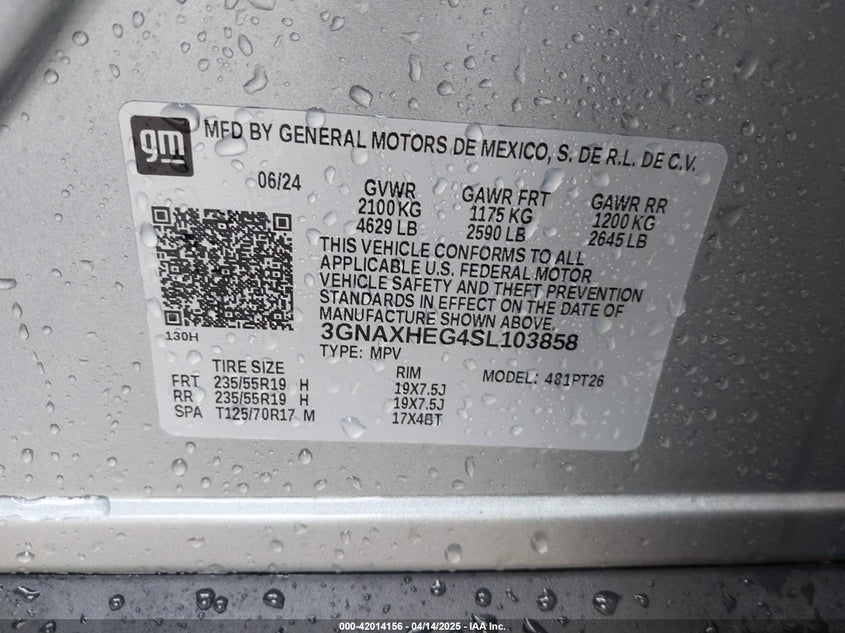 gm MFD BY GENERAL MOTORS DE MEXICO, S. DE R.L. DE C.V.
06/24
GVWR GAWR FRT GAWR RR
2100 KG 1175 KG 1200 KG
4629 LB 2590 LB 2645 LB
THIS VEHICLE CONFORMS TO ALL
APPLICABLE U.S. FEDERAL MOTOR
VEHICLE SAFETY AND THEFT PREVENTION
STANDARDS IN EFFECT ON THE DATE OF
MANUFACTURE SHOWN ABOVE.
130H
3GNAXHEG4SL103858
TYPE: MPV
TIRE SIZE RIM MODEL: 481PT26
FRT 235/55R19 H 19X7.5J
RR 235/55R19 H 19X7.5J
SPA T125/70R17 M 17X4BT
000-42014156 - 04/14/2025 - IAA Inc.